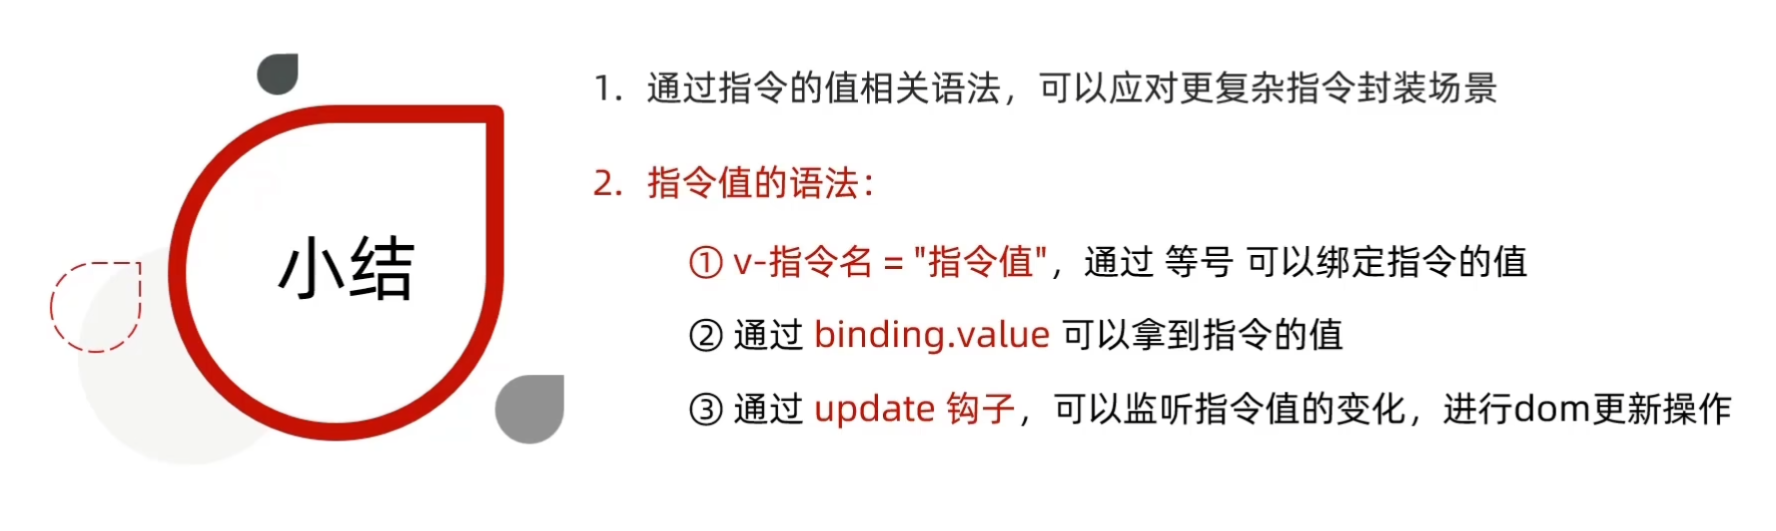 小结
1. 通过指令的值相关语法，可以应对更复杂指令封装场景
2. 指令值的语法：
① v-指令名 = "指令值"，通过 等号 可以绑定指令的值
② 通过 binding.value 可以拿到指令的值
③ 通过 update 钩子，可以监听指令值的变化，进行dom更新操作